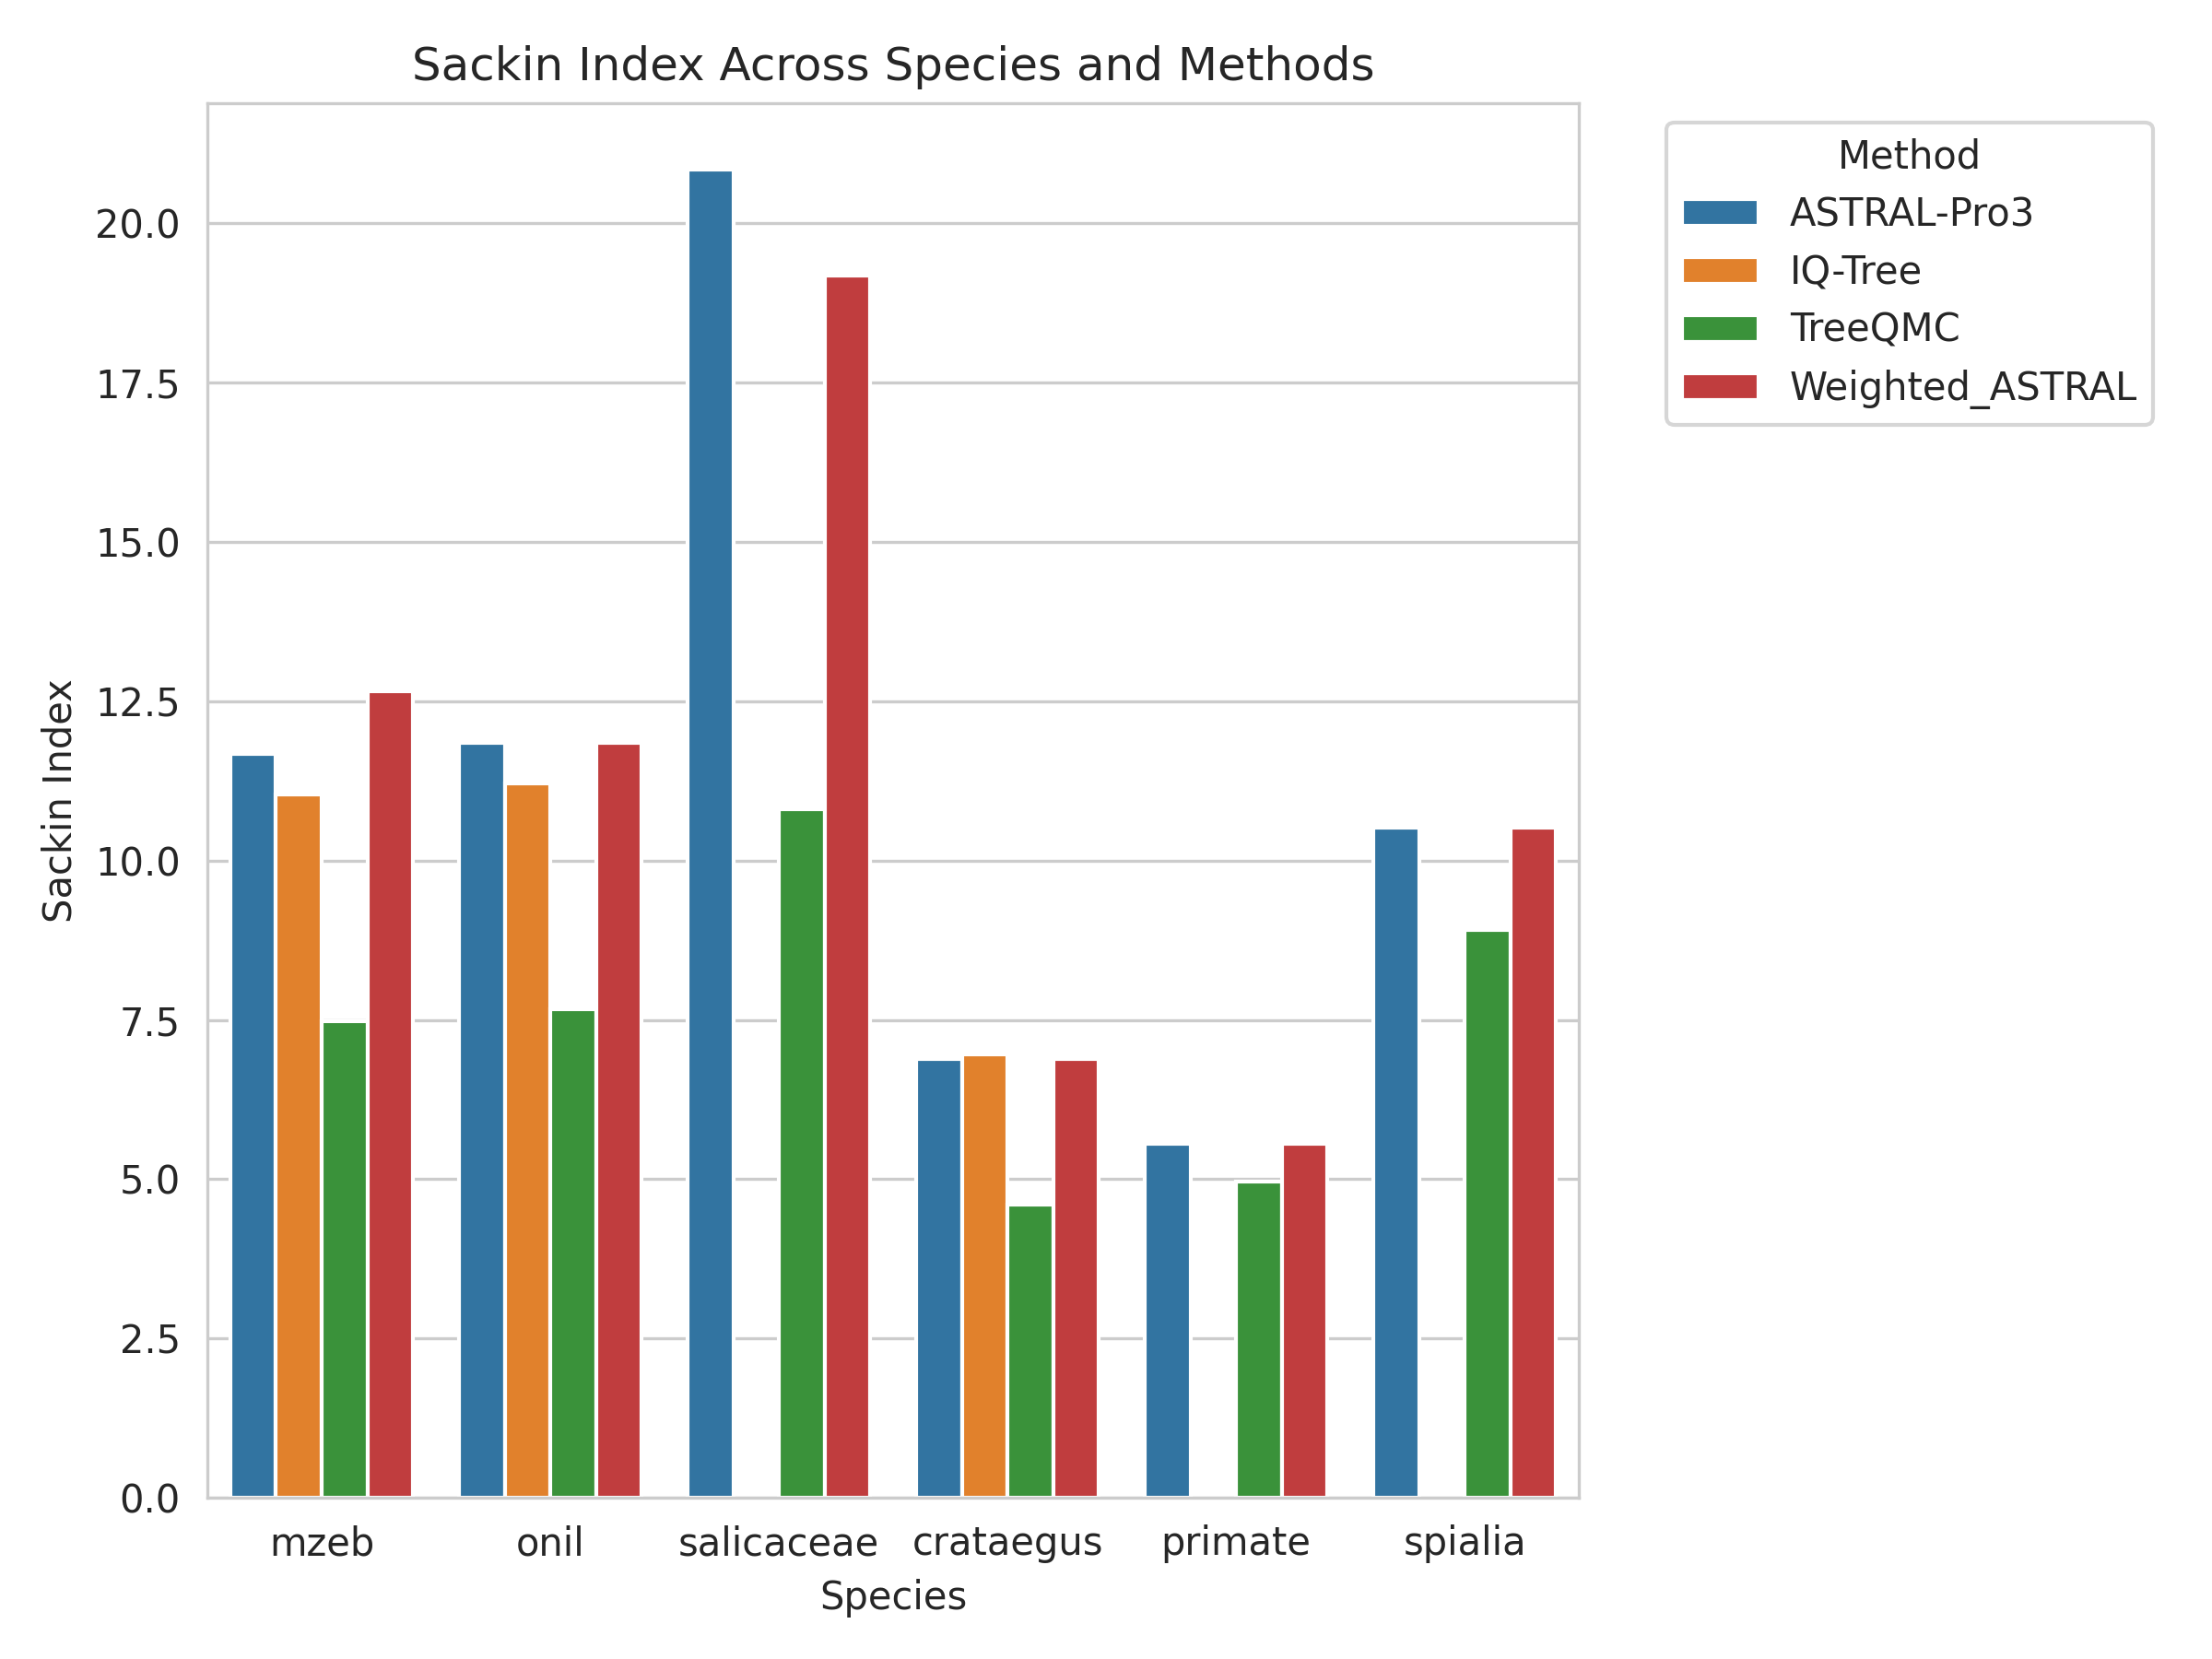 Sackin Index Across Species and Methods
Method
ASTRAL-Pro3
IQ-Tree
TreeQMC
Weighted_ASTRAL
Sackin Index
20.0
17.5
15.0
12.5
10.0
7.5
5.0
2.5
0.0
mzeb onil salicaceae crataegus primate spialia
Species